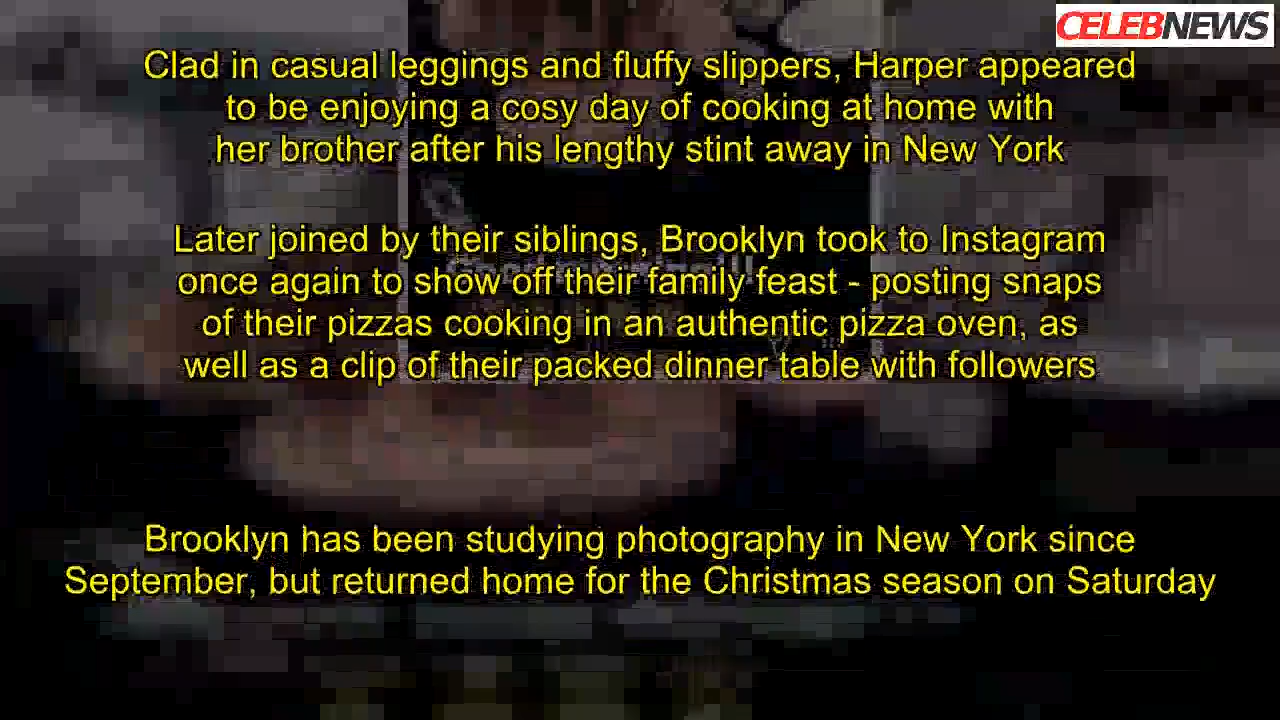 CELEBNEWS
Clad in casual leggings and fluffy slippers, Harper appeared
to be enjoying a cosy day of cooking at home with
her brother after his lengthy stint away in New York
Later joined by their siblings, Brooklyn took to Instagram
once again to show off their family feast - posting snaps
of their pizzas cooking in an authentic pizza oven, as
well as a clip of their packed dinner table with followers
Brooklyn has been studying photography in New York since
September, but returned home for the Christmas season on Saturday